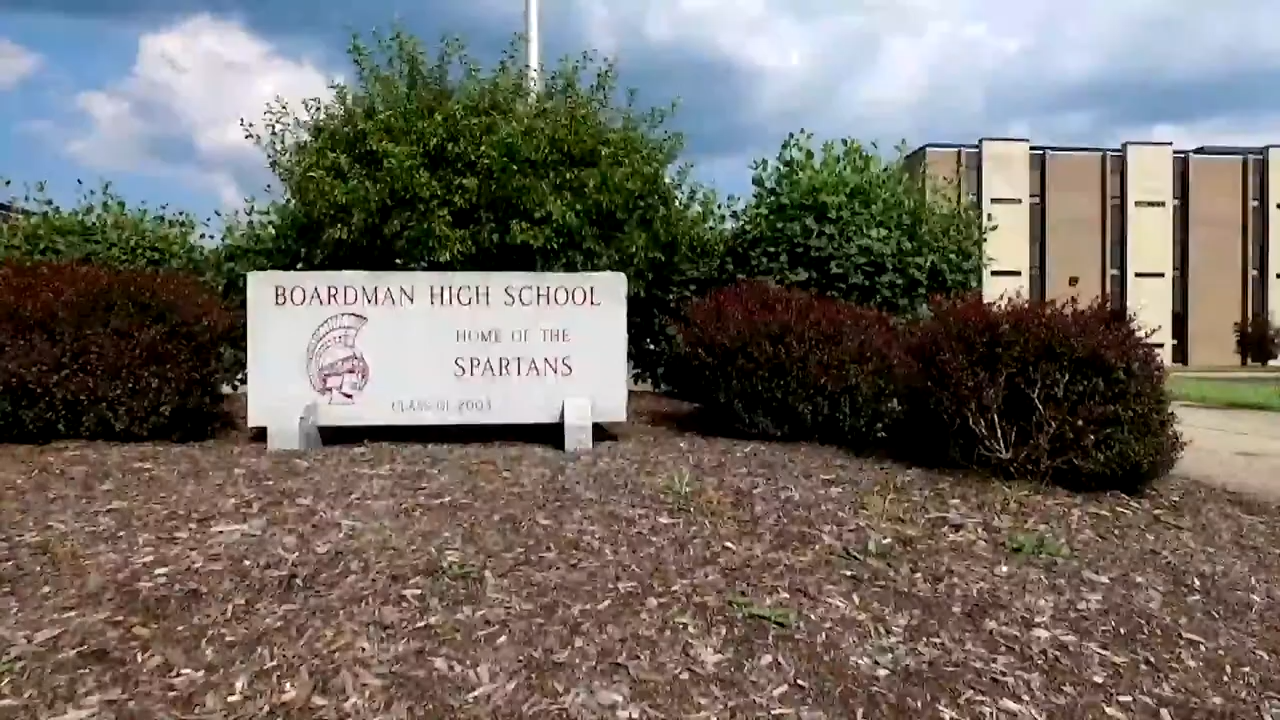 BOARDMAN HIGH SCHOOL
HOME OF THE
SPARTANS
CLASS OF 2003